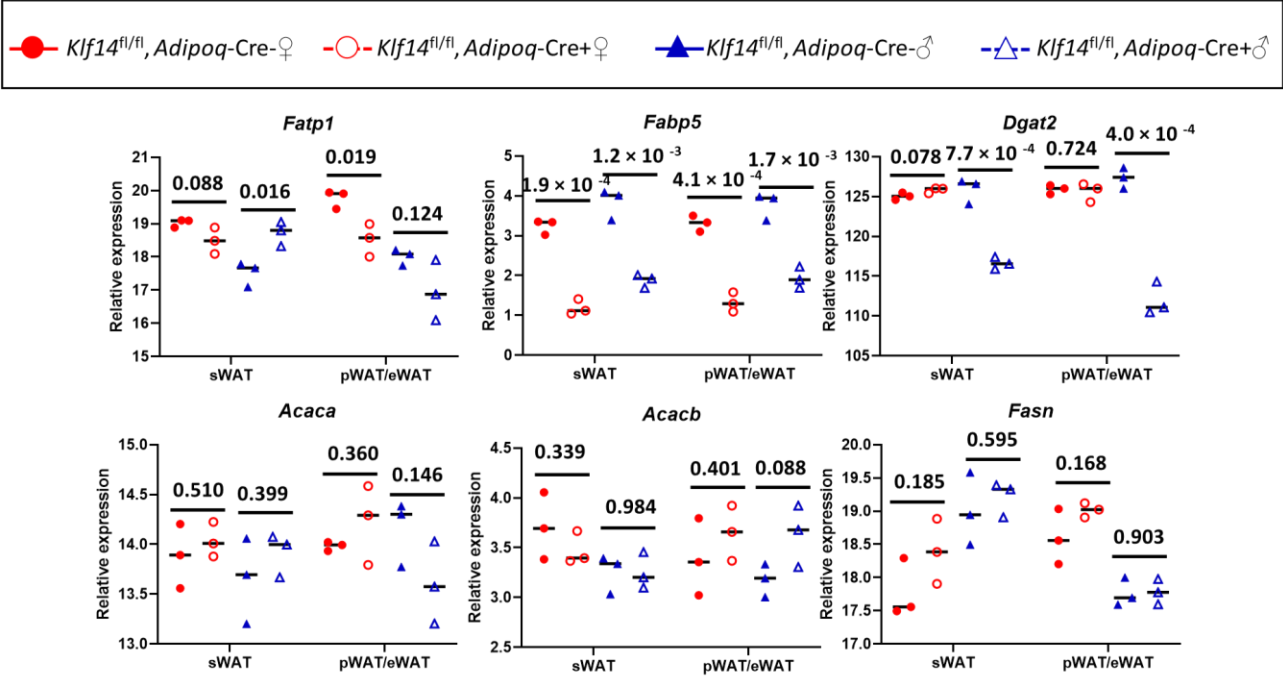 Klf14fl/fl, Adipoq-Cre-♀ Klf14fl/fl, Adipoq-Cre+♀ Klf14fl/fl, Adipoq-Cre-♂ Klf14fl/fl, Adipoq-Cre+♂
Fatp1
Relative expression
21
20
19
18
17
16
15
0.088
0.016
0.019
0.124
sWAT
pWAT/eWAT
Fabp5
Relative expression
5
4
3
2
1
0
1.9 × 10 -4
1.2 × 10 -3
4.1 × 10 -4
1.7 × 10 -3
sWAT
pWAT/eWAT
Dgat2
Relative expression
130
125
120
115
110
105
0.078
7.7 × 10 -4
0.724
4.0 × 10 -4
sWAT
pWAT/eWAT
Acaca
Relative expression
15.0
14.5
14.0
13.5
13.0
0.510
0.399
0.360
0.146
sWAT
pWAT/eWAT
Acacb
Relative expression
4.5
4.0
3.5
3.0
2.5
0.339
0.984
0.401
0.088
sWAT
pWAT/eWAT
Fasn
Relative expression
20.0
19.5
19.0
18.5
18.0
17.5
17.0
0.185
0.595
0.168
0.903
sWAT
pWAT/eWAT